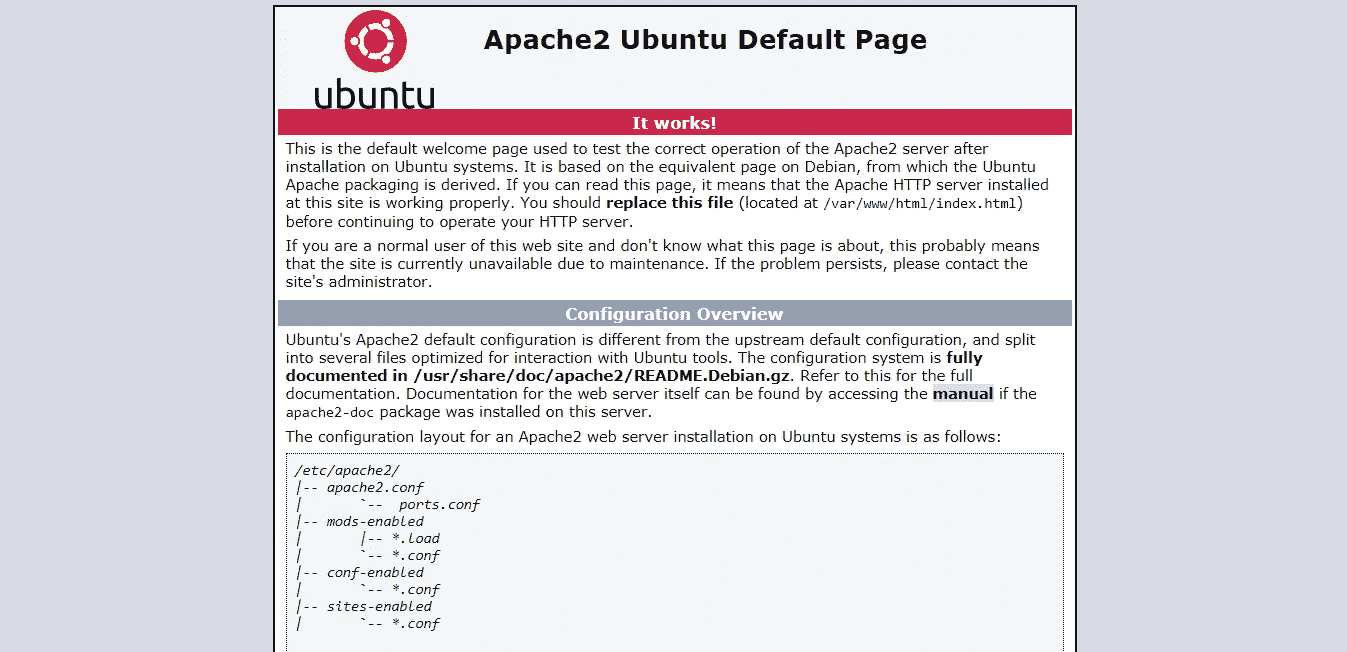 ubuntu
Apache2 Ubuntu Default Page
It works!
This is the default welcome page used to test the correct operation of the Apache2 server after
installation on Ubuntu systems. It is based on the equivalent page on Debian, from which the Ubuntu
Apache packaging is derived. If you can read this page, it means that the Apache HTTP server installed
at this site is working properly. You should replace this file (located at /var/www/html/index.html)
before continuing to operate your HTTP server.
If you are a normal user of this web site and don't know what this page is about, this probably means
that the site is currently unavailable due to maintenance. If the problem persists, please contact the
site's administrator.
Configuration Overview
Ubuntu's Apache2 default configuration is different from the upstream default configuration, and split
into several files optimized for interaction with Ubuntu tools. The configuration system is fully
documented in /usr/share/doc/apache2/README.Debian.gz. Refer to this for the full
documentation. Documentation for the web server itself can be found by accessing the manual if the
apache2-doc package was installed on this server.
The configuration layout for an Apache2 web server installation on Ubuntu systems is as follows:
/etc/apache2/
|-- apache2.conf
|       `--  ports.conf
|-- mods-enabled
|       |-- *.load
|       `-- *.conf
|-- conf-enabled
|       `-- *.conf
|-- sites-enabled
|       `-- *.conf